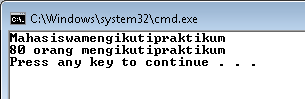 C:\Windows\system32\cmd.exe
Mahasiswamengikutipraktikum
80 orang mengikutipraktikum
Press any key to continue . . .